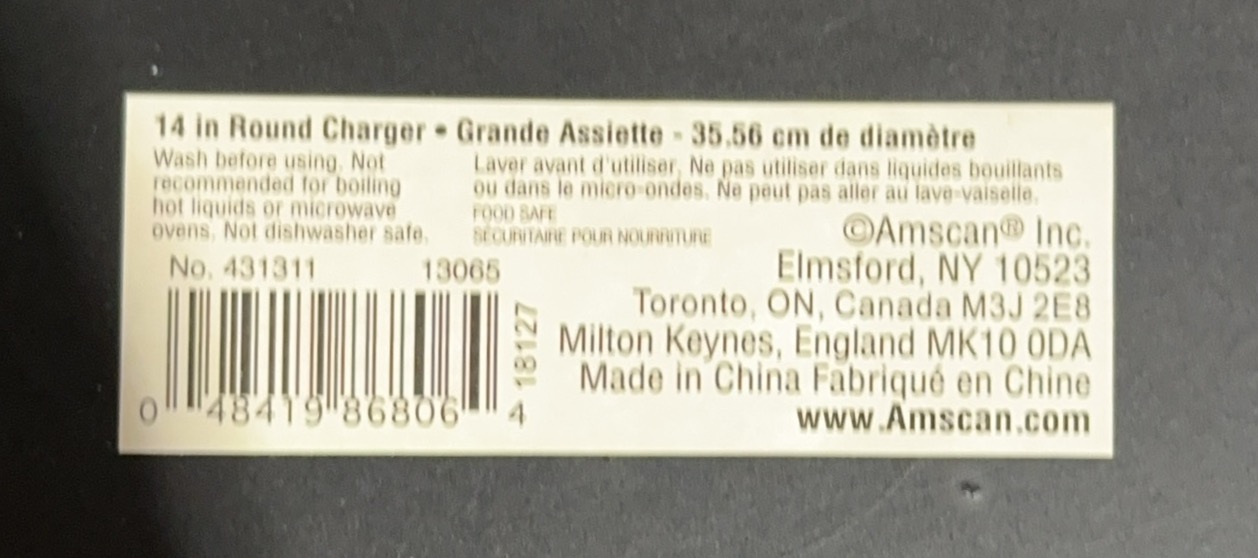 14 in Round Charger • Grande Assiette - 35.56 cm de diamètre
Wash before using. Not
recommended for boiling
hot liquids or microwave
ovens. Not dishwasher safe.
Laver avant d'utiliser. Ne pas utiliser dans liquides bouillants
ou dans le micro-ondes. Ne peut pas aller au lave-vaiselle.
FOOD SAFE
SÉCURITAIRE POUR NOURRITURE
No. 431311 13065
0 48419 86806 4
18127
©Amscan® Inc.
Elmsford, NY 10523
Toronto, ON, Canada M3J 2E8
Milton Keynes, England MK10 0DA
Made in China Fabriqué en Chine
www.Amscan.com